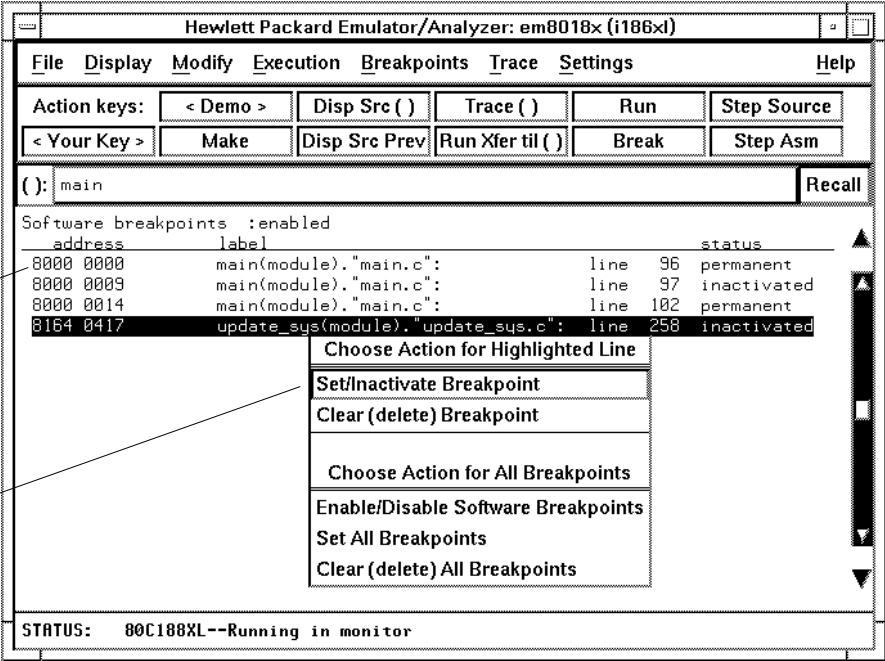 Hewlett Packard Emulator/Analyzer: em8018x (i186xl)
File Display Modify Execution Breakpoints Trace Settings Help
Action keys: < Demo > Disp Src ( ) Trace ( ) Run Step Source
< Your Key > Make Disp Src Prev Run Xfer til ( ) Break Step Asm
( ): main Recall
Software breakpoints :enabled
address label status
8000 0000 main(module)."main.c": line 96 permanent
8000 0009 main(module)."main.c": line 97 inactivated
8000 0014 main(module)."main.c": line 102 permanent
8164 0417 update_sys(module)."update_sys.c": line 258 inactivated
Choose Action for Highlighted Line
Set/Inactivate Breakpoint
Clear (delete) Breakpoint
Choose Action for All Breakpoints
Enable/Disable Software Breakpoints
Set All Breakpoints
Clear (delete) All Breakpoints
STATUS: 80C188XL--Running in monitor